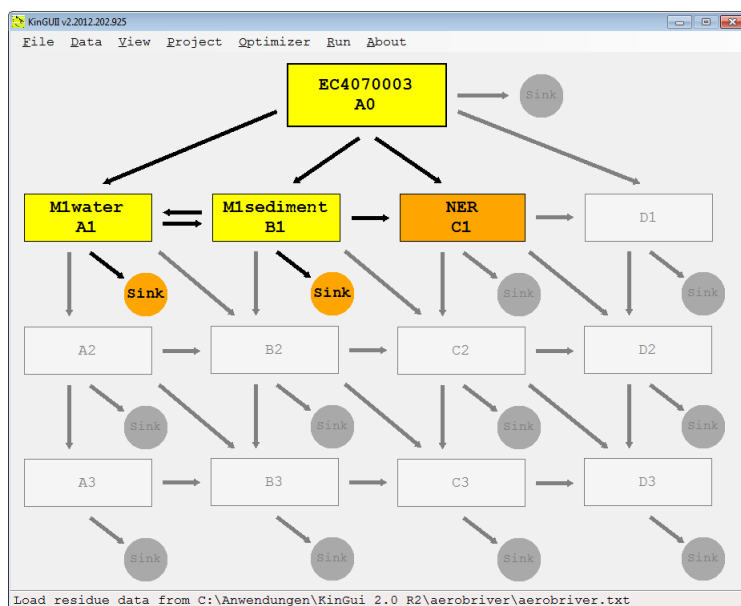 KinGUII v2.2012.202.925
File Data View Project Optimizer Run About
EC4070003
A0
Sink
M1water
A1
M1sediment
B1
NER
C1
D1
Sink
Sink
Sink
Sink
A2
B2
C2
D2
Sink
Sink
Sink
Sink
A3
B3
C3
D3
Sink
Sink
Sink
Sink
Load residue data from C:\Anwendungen\KinGui 2.0 R2\aerobriver\aerobriver.txt